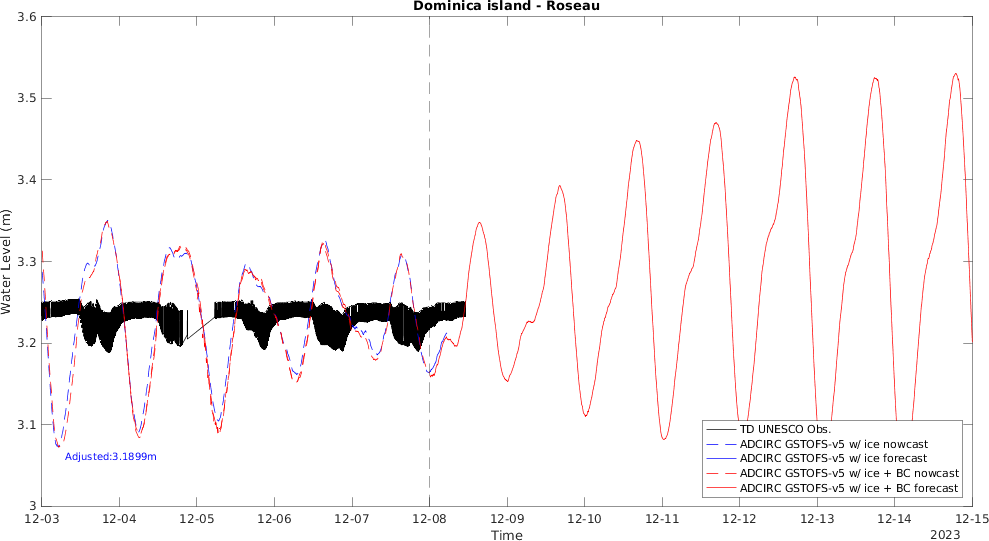 Dominica island - Roseau
3.6
3.5
3.4
3.3
3.2
3.1
3
Water Level (m)
Adjusted:3.1899m
TD UNESCO Obs.
ADCIRC GSTOFS-v5 w/ ice nowcast
ADCIRC GSTOFS-v5 w/ ice forecast
ADCIRC GSTOFS-v5 w/ ice + BC nowcast
ADCIRC GSTOFS-v5 w/ ice + BC forecast
12-03 12-04 12-05 12-06 12-07 12-08 12-09 12-10 12-11 12-12 12-13 12-14 12-15
Time
2023